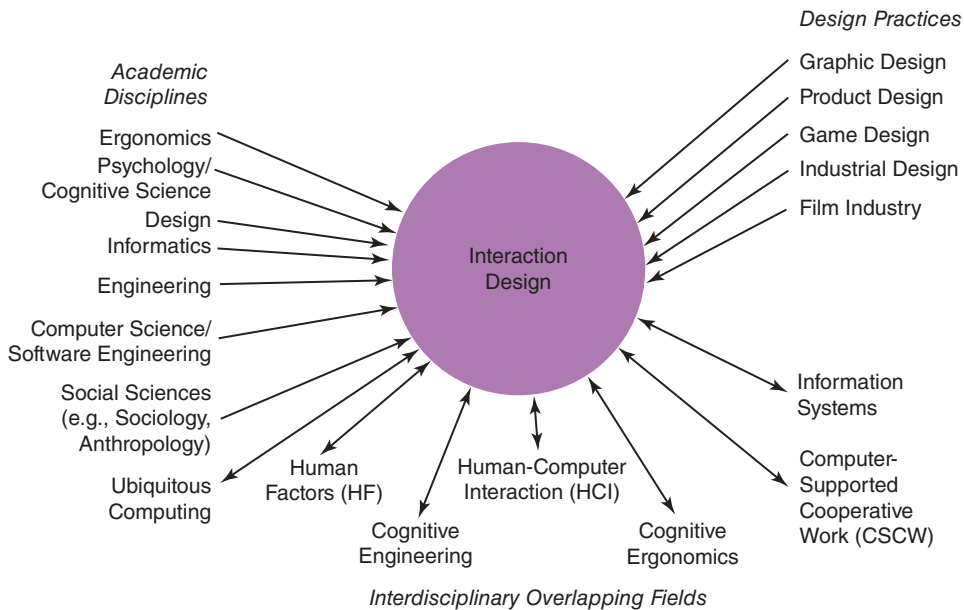 Academic
Disciplines
Ergonomics
Psychology/
Cognitive Science
Design
Informatics
Engineering
Computer Science/
Software Engineering
Social Sciences
(e.g., Sociology,
Anthropology)
Ubiquitous
Computing
Human
Factors (HF)
Cognitive
Engineering
Human-Computer
Interaction (HCI)
Cognitive
Ergonomics
Interdisciplinary Overlapping Fields
Interaction
Design
Design Practices
Graphic Design
Product Design
Game Design
Industrial Design
Film Industry
Information
Systems
Computer-
Supported
Cooperative
Work (CSCW)